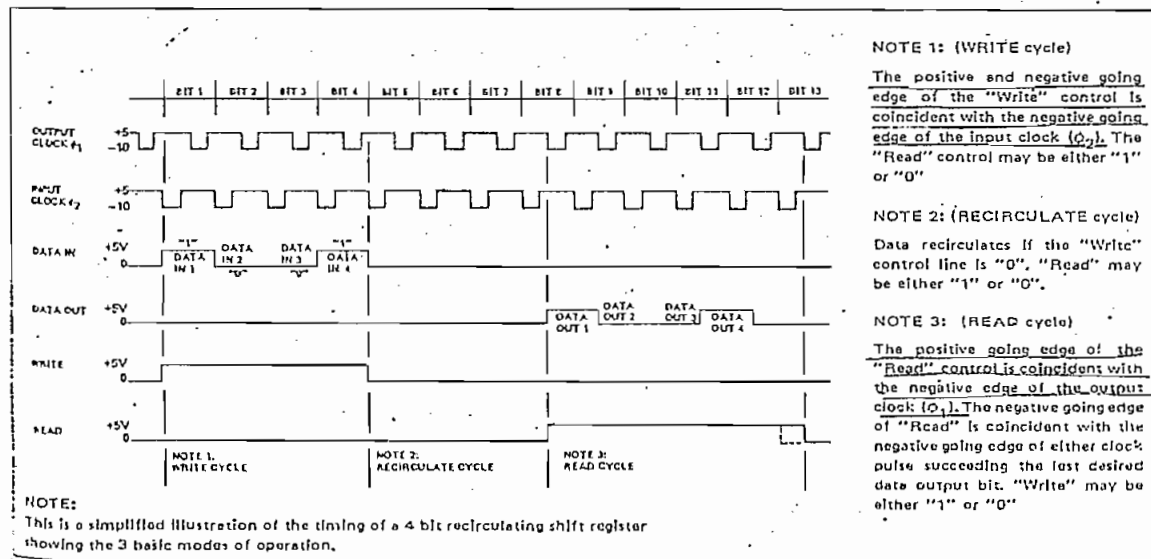 BIT 1 BIT 2 BIT 3 BIT 4 BIT 5 BIT 6 BIT 7 BIT 8 BIT 9 BIT 10 BIT 11 BIT 12 BIT 13
OUTPUT CLOCK ϕ1
+5
-10
INPUT CLOCK ϕ2
+5
-10
DATA IN
+5V
0
"1"
DATA IN 1
DATA IN 2
"0"
DATA IN 3
"0"
"1"
DATA IN 4
DATA OUT
+5V
0
DATA OUT 1
DATA OUT 2
DATA OUT 3
DATA OUT 4
WRITE
+5V
0
READ
+5V
0
NOTE 1:
WRITE CYCLE
NOTE 2:
RECIRCULATE CYCLE
NOTE 3:
READ CYCLE
NOTE:
This is a simplified illustration of the timing of a 4 bit recirculating shift register
showing the 3 basic modes of operation.
NOTE 1: (WRITE cycle)
The positive and negative going
edge of the "Write" control is
coincident with the negative going
edge of the input clock (ϕ2). The
"Read" control may be either "1"
or "0"
NOTE 2: (RECIRCULATE cycle)
Data recirculates if the "Write"
control line is "0". "Read" may
be either "1" or "0".
NOTE 3: (READ cycle)
The positive going edge of the
"Read" control is coincident with
the negative edge of the output
clock (ϕ1). The negative going edge
of "Read" is coincident with the
negative going edge of either clock
pulse succeeding the last desired
data output bit. "Write" may be
either "1" or "0"